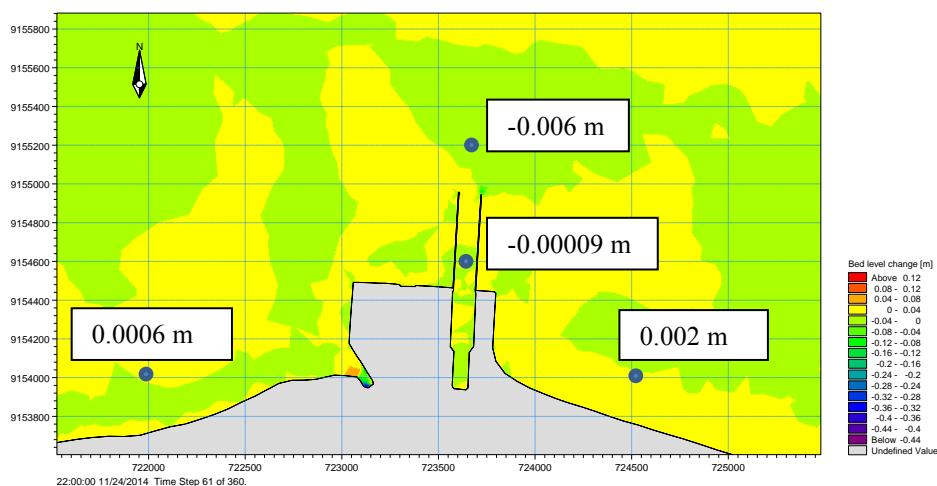 9155800
9155600
9155400
9155200
9155000
9154800
9154600
9154400
9154200
9154000
9153800
N
-0.006 m
-0.00009 m
0.0006 m
0.002 m
722000
722500
723000
723500
724000
724500
725000
22:00:00 11/24/2014 Time Step 61 of 360.
Bed level change [m]
Above 0.12
0.08 - 0.12
0.04 - 0.08
0 - 0.04
-0.04 - 0
-0.08 - -0.04
-0.12 - -0.08
-0.16 - -0.12
-0.2 - -0.16
-0.24 - -0.2
-0.28 - -0.24
-0.32 - -0.28
-0.36 - -0.32
-0.4 - -0.36
-0.44 - -0.4
Below -0.44
Undefined Value